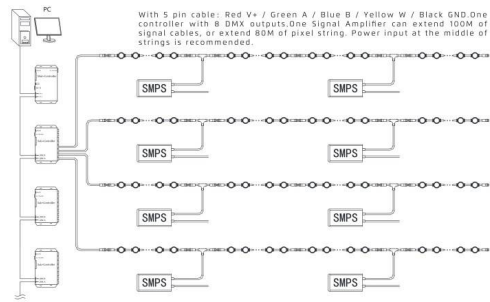 PC
With 5 pin cable: Red V+ / Green A / Blue B / Yellow W / Black GND.One
controller with 8 DMX outputs.One Signal Amplifier can extend 100M of
signal cables, or extend 80M of pixel string. Power input at the middle of
strings is recommended.
SMPS
SMPS
SMPS
SMPS
SMPS
SMPS
SMPS
SMPS